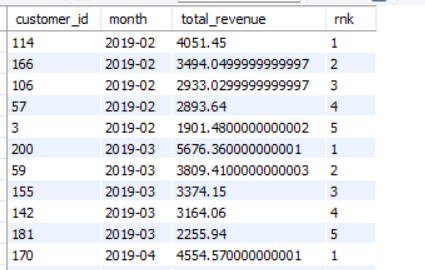 customer_id month total_revenue rnk
114 2019-02 4051.45 1
166 2019-02 3494.0499999999997 2
106 2019-02 2933.0299999999997 3
57 2019-02 2893.64 4
3 2019-02 1901.4800000000002 5
200 2019-03 5676.360000000001 1
59 2019-03 3809.4100000000003 2
155 2019-03 3374.15 3
142 2019-03 3164.06 4
181 2019-03 2255.94 5
170 2019-04 4554.570000000001 1